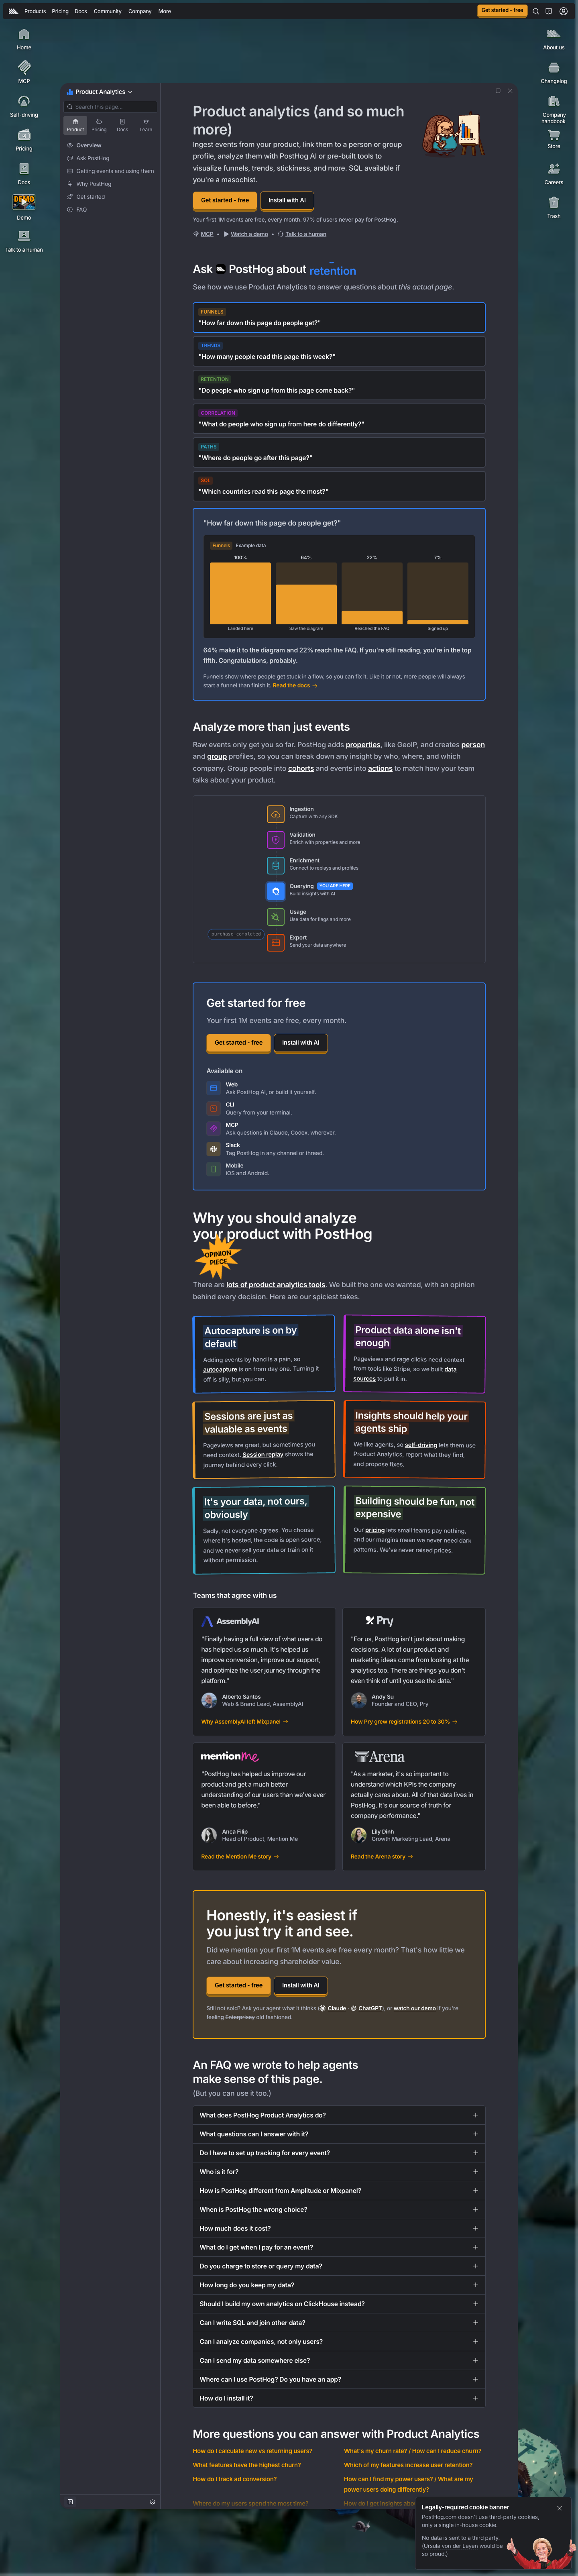 Products Pricing Docs Community Company More
Get started – free
Home
MCP
Self-driving
Pricing
Docs
DEMO
Demo
Talk to a human
About us
Changelog
Company
handbook
Store
Careers
Trash
Product Analytics
Search this page...
Product Pricing Docs Learn
Overview
Ask PostHog
Getting events and using them
Why PostHog
Get started
FAQ
Product analytics (and so much
more)
Ingest events from your product, link them to a person or group
profile, analyze them with PostHog AI or pre-built tools to
visualize funnels, trends, stickiness, and more. SQL available if
you're a masochist.
Get started - free
Install with AI
Your first 1M events are free, every month. 97% of users never pay for PostHog.
MCP • Watch a demo • Talk to a human
Ask PostHog about retention
See how we use Product Analytics to answer questions about this actual page.
FUNNELS
"How far down this page do people get?"
TRENDS
"How many people read this page this week?"
RETENTION
"Do people who sign up from this page come back?"
CORRELATION
"What do people who sign up from here do differently?"
PATHS
"Where do people go after this page?"
SQL
"Which countries read this page the most?"
"How far down this page do people get?"
Funnels Example data
100% 64% 22% 7%
Landed here Saw the diagram Reached the FAQ Signed up
64% make it to the diagram and 22% reach the FAQ. If you're still reading, you're in the top
fifth. Congratulations, probably.
Funnels show where people get stuck in a flow, so you can fix it. Like it or not, more people will always
start a funnel than finish it. Read the docs →
Analyze more than just events
Raw events only get you so far. PostHog adds properties, like GeoIP, and creates person
and group profiles, so you can break down any insight by who, where, and which
company. Group people into cohorts and events into actions to match how your team
talks about your product.
Ingestion
Capture with any SDK
Validation
Enrich with properties and more
Enrichment
Connect to replays and profiles
Querying YOU ARE HERE
Build insights with AI
Usage
Use data for flags and more
purchase_completed
Export
Send your data anywhere
Get started for free
Your first 1M events are free, every month.
Get started - free
Install with AI
Available on
Web
Ask PostHog AI, or build it yourself.
CLI
Query from your terminal.
MCP
Ask questions in Claude, Codex, wherever.
Slack
Tag PostHog in any channel or thread.
Mobile
iOS and Android.
Why you should analyze
your product with PostHog
OPINION
PIECE
There are lots of product analytics tools. We built the one we wanted, with an opinion
behind every decision. Here are our spiciest takes.
Autocapture is on by
default
Adding events by hand is a pain, so
autocapture is on from day one. Turning it
off is silly, but you can.
Product data alone isn't
enough
Pageviews and rage clicks need context
from tools like Stripe, so we built data
sources to pull it in.
Sessions are just as
valuable as events
Pageviews are great, but sometimes you
need context. Session replay shows the
journey behind every click.
Insights should help your
agents ship
We like agents, so self-driving lets them use
Product Analytics, report what they find,
and propose fixes.
It's your data, not ours,
obviously
Sadly, not everyone agrees. You choose
where it's hosted, the code is open source,
and we never sell your data or train on it
without permission.
Building should be fun, not
expensive
Our pricing lets small teams pay nothing,
and our margins mean we never need dark
patterns. We've never raised prices.
Teams that agree with us
AssemblyAI
"Finally having a full view of what users do
has helped us so much. It's helped us
improve conversion, improve our support,
and optimize the user journey through the
platform."
Alberto Santos
Web & Brand Lead, AssemblyAI
Why AssemblyAI left Mixpanel →
Pry
"For us, PostHog isn't just about making
decisions. A lot of our product and
marketing ideas come from looking at the
analytics too. There are things you don't
even think of until you see the data."
Andy Su
Founder and CEO, Pry
How Pry grew registrations 20 to 30% →
mention me
"PostHog has helped us improve our
product and get a much better
understanding of our users than we've ever
been able to before."
Anca Filip
Head of Product, Mention Me
Read the Mention Me story →
Arena
"As a marketer, it's so important to
understand which KPIs the company
actually cares about. All of that data lives in
PostHog. It's our source of truth for
company performance."
Lily Dinh
Growth Marketing Lead, Arena
Read the Arena story →
Honestly, it's easiest if
you just try it and see.
Did we mention your first 1M events are free every month? That's how little we
care about increasing shareholder value.
Get started - free
Install with AI
Still not sold? Ask your agent what it thinks (Claude · ChatGPT), or watch our demo if you're
feeling Enterprisey old fashioned.
An FAQ we wrote to help agents
make sense of this page.
(But you can use it too.)
What does PostHog Product Analytics do?
What questions can I answer with it?
Do I have to set up tracking for every event?
Who is it for?
How is PostHog different from Amplitude or Mixpanel?
When is PostHog the wrong choice?
How much does it cost?
What do I get when I pay for an event?
Do you charge to store or query my data?
How long do you keep my data?
Should I build my own analytics on ClickHouse instead?
Can I write SQL and join other data?
Can I analyze companies, not only users?
Can I send my data somewhere else?
Where can I use PostHog? Do you have an app?
How do I install it?
More questions you can answer with Product Analytics
How do I calculate new vs returning users?
What's my churn rate? / How can I reduce churn?
What features have the highest churn?
Which of my features increase user retention?
How do I track ad conversion?
How can I find my power users? / What are my
power users doing differently?
Where do my users spend the most time?
How do I get insights
Legally-required cookie banner
PostHog.com doesn't use third-party cookies,
only a single in-house cookie.
No data is sent to a third party.
(Ursula von der Leyen would be
so proud.)